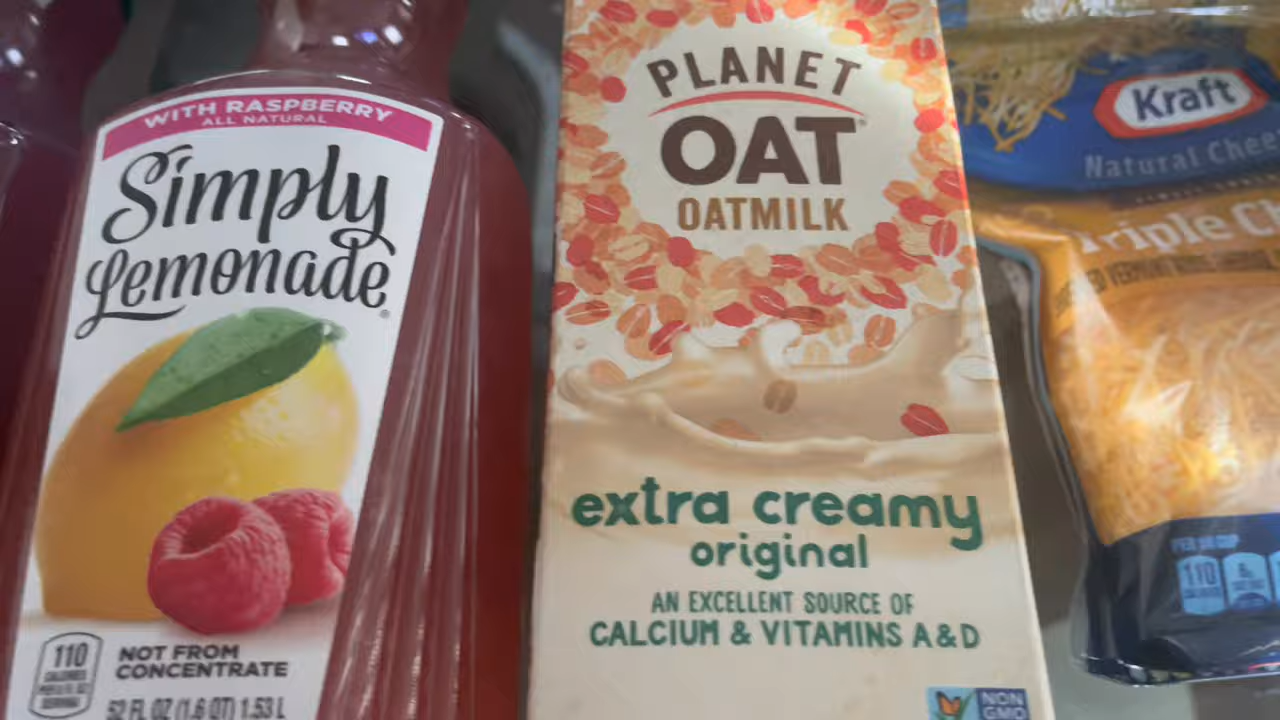 WITH RASPBERRY
ALL NATURAL
Simply
Lemonade
110
CALORIES
NOT FROM
CONCENTRATE
52 FL OZ (1.6 QT) 1.53 L
PLANET
OAT
OATMILK
extra creamy
original
AN EXCELLENT SOURCE OF
CALCIUM & VITAMINS A & D
NON
GMO
Kraft
Natural Chee
Triple Ch
110